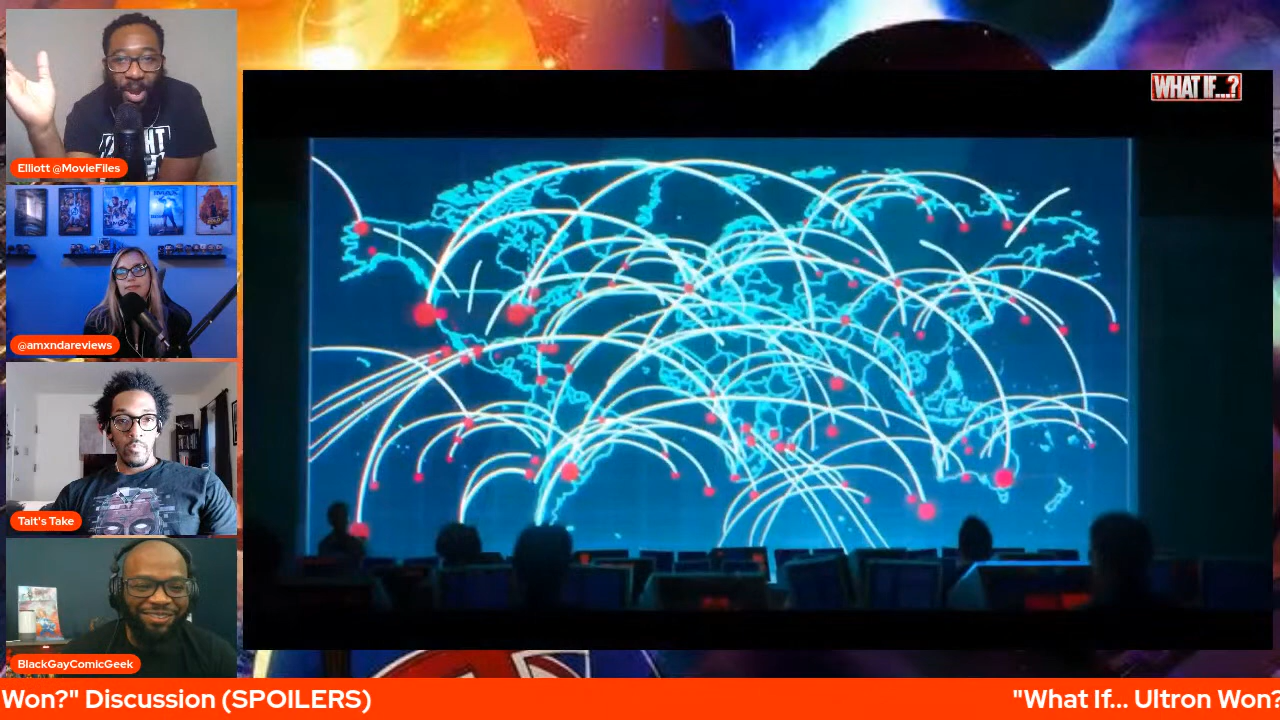 Elliott @MovieFiles
@amxndareviews
Tait's Take
BlackGayComicGeek
WHAT IF...?
Won?" Discussion (SPOILERS)
"What If... Ultron Won?